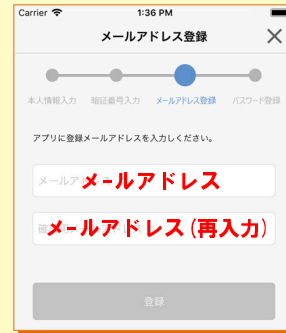 Carrier 1:36 PM
メールアドレス登録
本人情報入力 暗証番号入力 メールアドレス登録 パスワード登録
アプリに登録メールアドレスを入力しください。
メールアドレス
メールアドレス(再入力)
登録